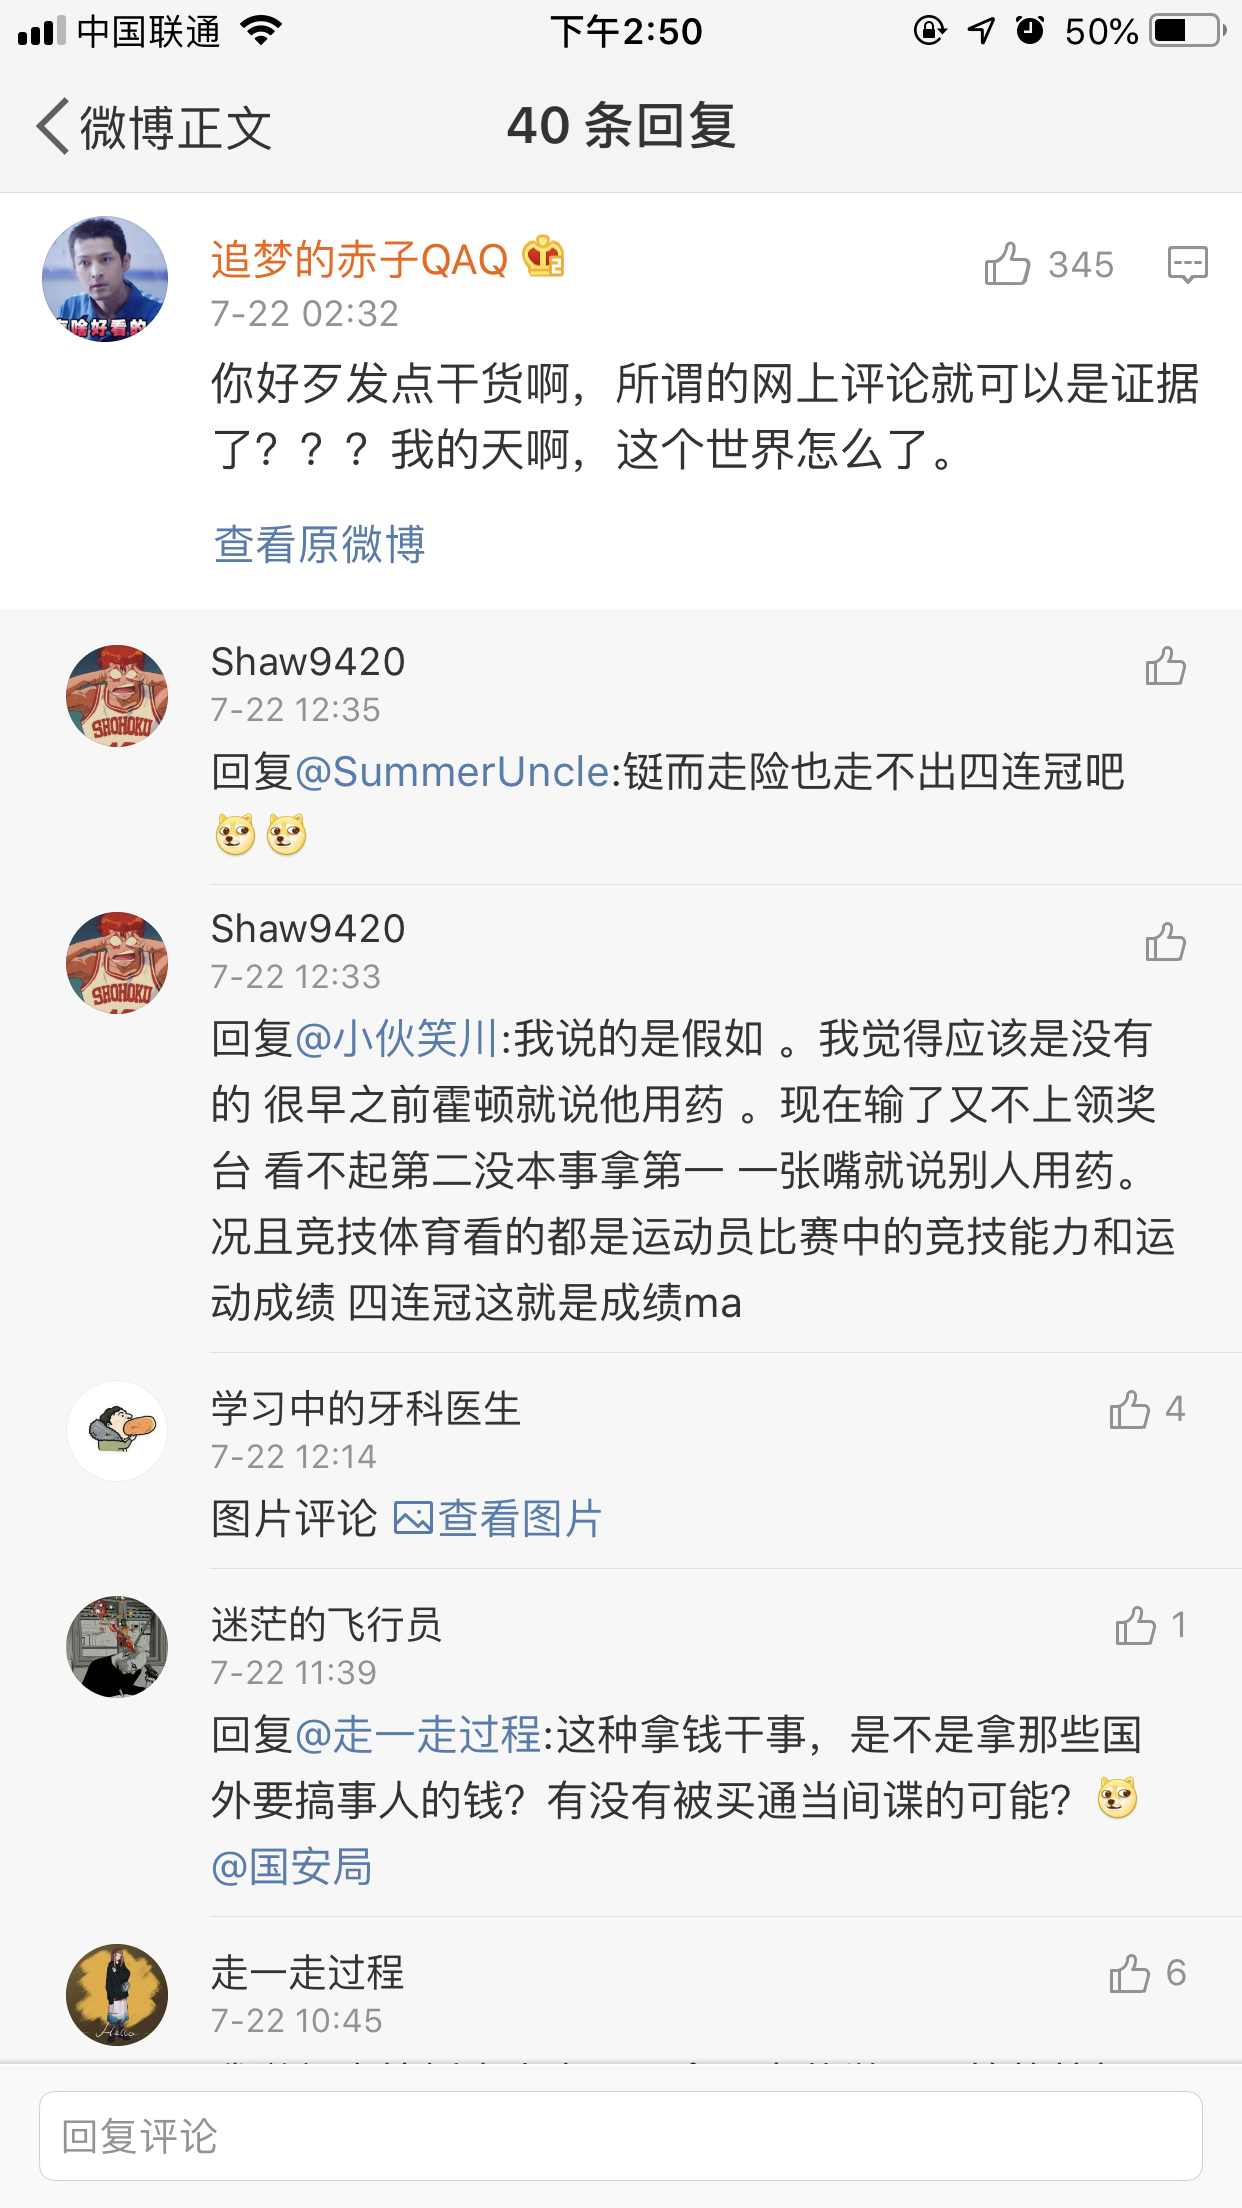 中国联通
下午2:50
50%
微博正文
40 条回复
追梦的赤子QAQ
345
7-22 02:32
有啥好看的
你好歹发点干货啊，所谓的网上评论就可以是证据
了？？？我的天啊，这个世界怎么了。
查看原微博
Shaw9420
7-22 12:35
SHOHOKU
回复@SummerUncle:铤而走险也走不出四连冠吧
Shaw9420
7-22 12:33
SHOHOKU
回复@小伙笑川:我说的是假如 。我觉得应该是没有
的 很早之前霍顿就说他用药 。现在输了又不上领奖
台 看不起第二没本事拿第一 一张嘴就说别人用药。
况且竞技体育看的都是运动员比赛中的竞技能力和运
动成绩 四连冠这就是成绩ma
学习中的牙科医生
4
7-22 12:14
图片评论 查看图片
迷茫的飞行员
1
7-22 11:39
回复@走一走过程:这种拿钱干事，是不是拿那些国
外要搞事人的钱？有没有被买通当间谍的可能？
@国安局
走一走过程
6
7-22 10:45
Hello
回复评论